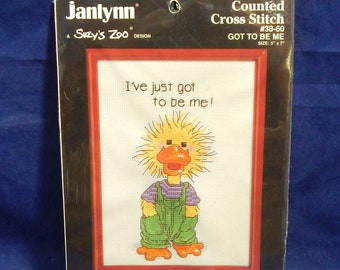 janlynn®
A Suzy's Zoo DESIGN
Counted
Cross Stitch
#38-60
GOT TO BE ME
SIZE: 5" x 7"
I've just got
to be me!